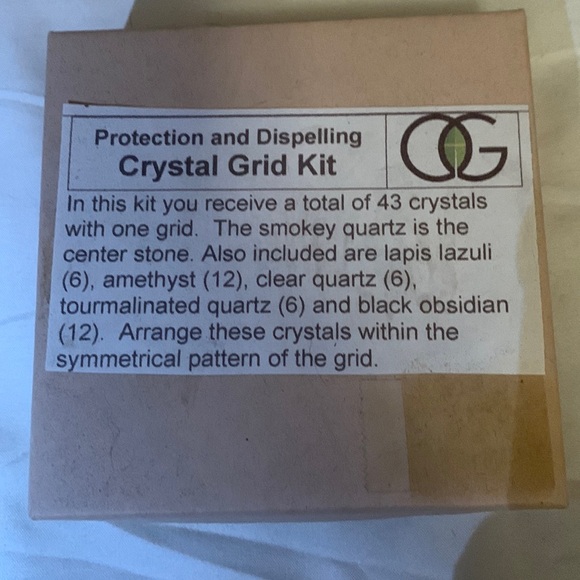 Protection and Dispelling
Crystal Grid Kit
OG
In this kit you receive a total of 43 crystals
with one grid.  The smokey quartz is the
center stone. Also included are lapis lazuli
(6), amethyst (12), clear quartz (6),
tourmalinated quartz (6) and black obsidian
(12).  Arrange these crystals within the
symmetrical pattern of the grid.